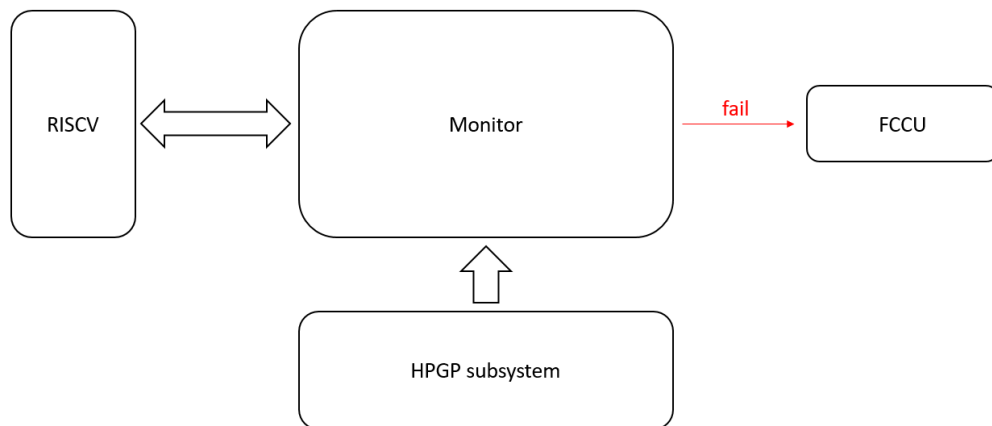 RISCV
Monitor
fail
FCCU
HPGP subsystem